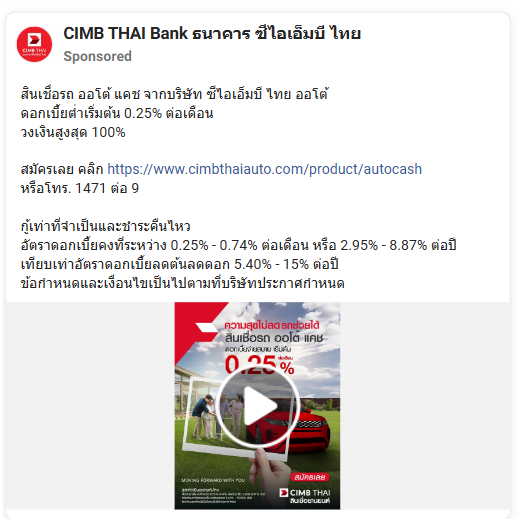 CIMB THAI Bank ธนาคาร ซีไอเอ็มบี ไทย
Sponsored
CIMB THAI
สินเชื่อรถ ออโต้ แคช จากบริษัท ซีไอเอ็มบี ไทย ออโต้
ดอกเบี้ยต่ำเริ่มต้น 0.25% ต่อเดือน
วงเงินสูงสุด 100%
สมัครเลย คลิก https://www.cimbthaiauto.com/product/autocash
หรือโทร. 1471 ต่อ 9
กู้เท่าที่จำเป็นและชำระคืนไหว
อัตราดอกเบี้ยคงที่ระหว่าง 0.25% - 0.74% ต่อเดือน หรือ 2.95% - 8.87% ต่อปี
เทียบเท่าอัตราดอกเบี้ยลดต้นลดดอก 5.40% - 15% ต่อปี
ข้อกำหนดและเงื่อนไขเป็นไปตามที่บริษัทประกาศกำหนด
ความสุขไม่ลด รถช่วยได้
สินเชื่อรถ ออโต้ แคช
ดอกเบี้ยจ่ายสบาย เริ่มต้น
0.25% ต่อเดือน
MOVING FORWARD WITH YOU
สมัครเลย
CIMB THAI
สินเชื่อยานยนต์